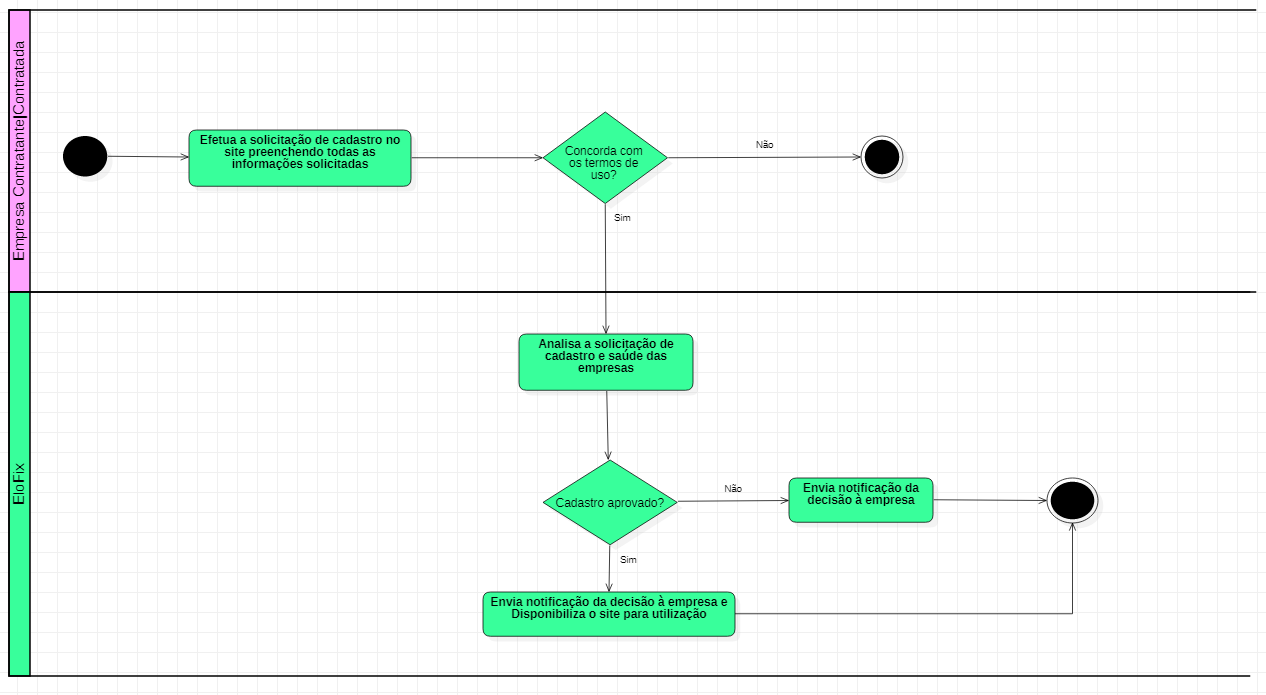 Empresa Contratante|Contratada
Efetua a solicitação de cadastro no
site preenchendo todas as
informações solicitadas
Concorda com
os termos de
uso?
Não
Sim
EloFix
Analisa a solicitação de
cadastro e saúde das
empresas
Cadastro aprovado?
Não
Envia notificação da
decisão à empresa
Sim
Envia notificação da decisão à empresa e
Disponibiliza o site para utilização